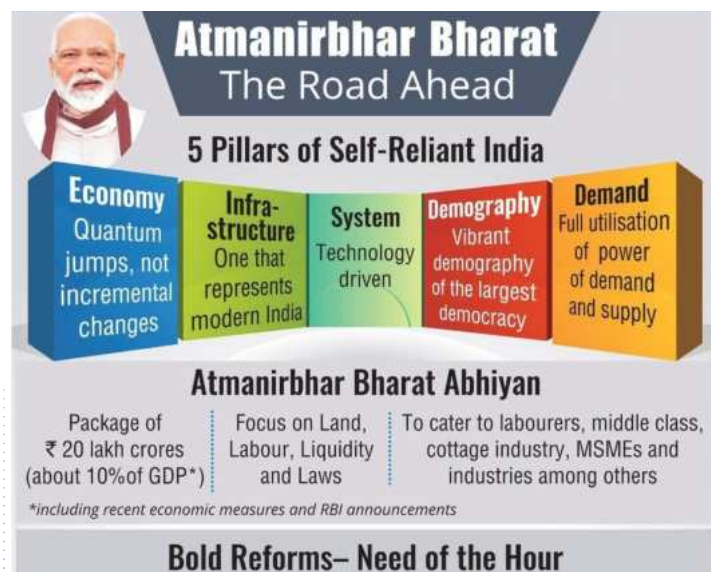 Atmanirbhar Bharat
The Road Ahead
5 Pillars of Self-Reliant India
Economy
Quantum
jumps, not
incremental
changes
Infra-
structure
One that
represents
modern India
System
Technology
driven
Demography
Vibrant
demography
of the largest
democracy
Demand
Full utilisation
of power
of demand
and supply
Atmanirbhar Bharat Abhiyan
Package of
₹ 20 lakh crores
(about 10%of GDP*)
Focus on Land,
Labour, Liquidity
and Laws
To cater to labourers, middle class,
cottage industry, MSMEs and
industries among others
*including recent economic measures and RBI announcements
Bold Reforms– Need of the Hour